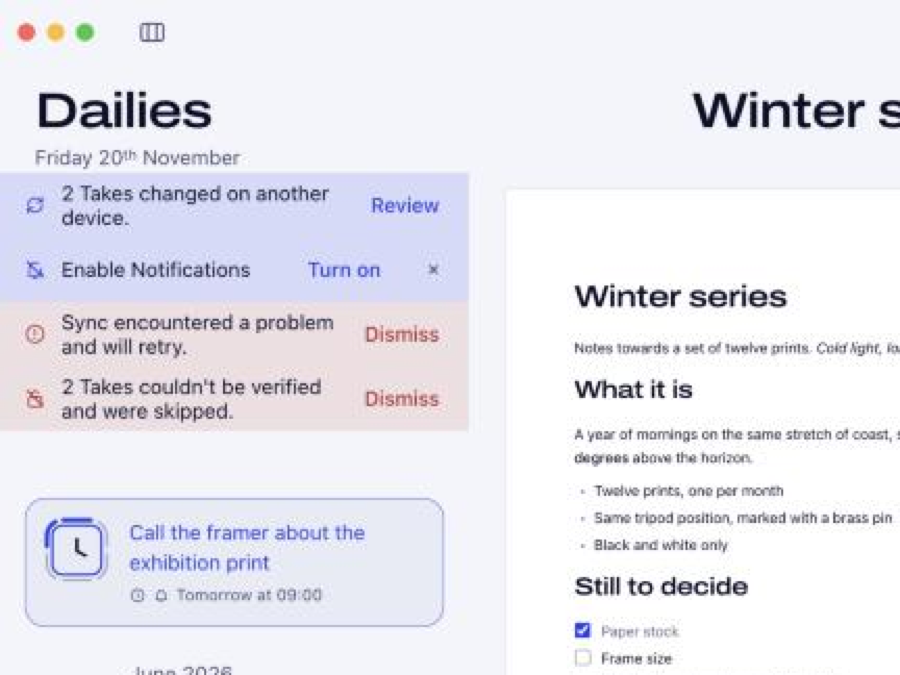 Dailies
Friday 20th November
2 Takes changed on another
device.
Review
Enable Notifications
Turn on
×
Sync encountered a problem
and will retry.
Dismiss
2 Takes couldn't be verified
and were skipped.
Dismiss
Call the framer about the
exhibition print
Tomorrow at 09:00
June 2026
Winter s
Winter series
Notes towards a set of twelve prints. Cold light, lo
What it is
A year of mornings on the same stretch of coast, s
degrees above the horizon.
Twelve prints, one per month
Same tripod position, marked with a brass pin
Black and white only
Still to decide
Paper stock
Frame size